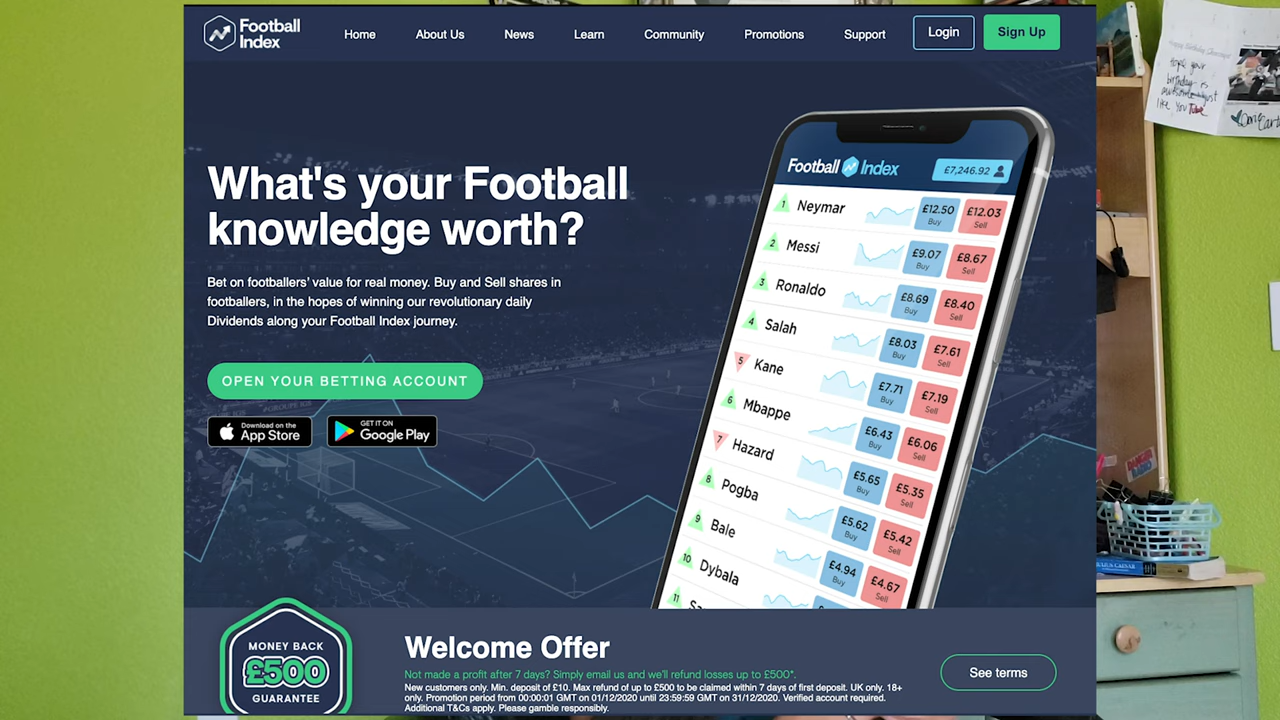 Football
Index
Home
About Us
News
Learn
Community
Promotions
Support
Login
Sign Up
What's your Football
knowledge worth?
Bet on footballers' value for real money. Buy and Sell shares in
footballers, in the hopes of winning our revolutionary daily
Dividends along your Football Index journey.
OPEN YOUR BETTING ACCOUNT
Download on the
App Store
GET IT ON
Google Play
Football Index
£7,246.92
1 Neymar £12.50 Buy £12.03 Sell
2 Messi £9.07 Buy £8.67 Sell
3 Ronaldo £8.69 Buy £8.40 Sell
4 Salah £8.03 Buy £7.61 Sell
5 Kane £7.71 Buy £7.19 Sell
6 Mbappe £6.43 Buy £6.06 Sell
7 Hazard £5.65 Buy £5.35 Sell
8 Pogba £5.62 Buy £5.42 Sell
9 Bale £4.94 Buy £4.67 Sell
10 Dybala
11
MONEY BACK
£500
GUARANTEE
Welcome Offer
Not made a profit after 7 days? Simply email us and we'll refund losses up to £500*.
New customers only. Min. deposit of £10. Max refund of up to £500 to be claimed within 7 days of first deposit. UK only. 18+
only. Promotion period from 00:00:01 GMT on 01/12/2020 until 23:59:59 GMT on 31/12/2020. Verified account required.
Additional T&Cs apply. Please gamble responsibly.
See terms
Hope your
birthday is
awesome just
like YouTube
JULIUS CAESAR